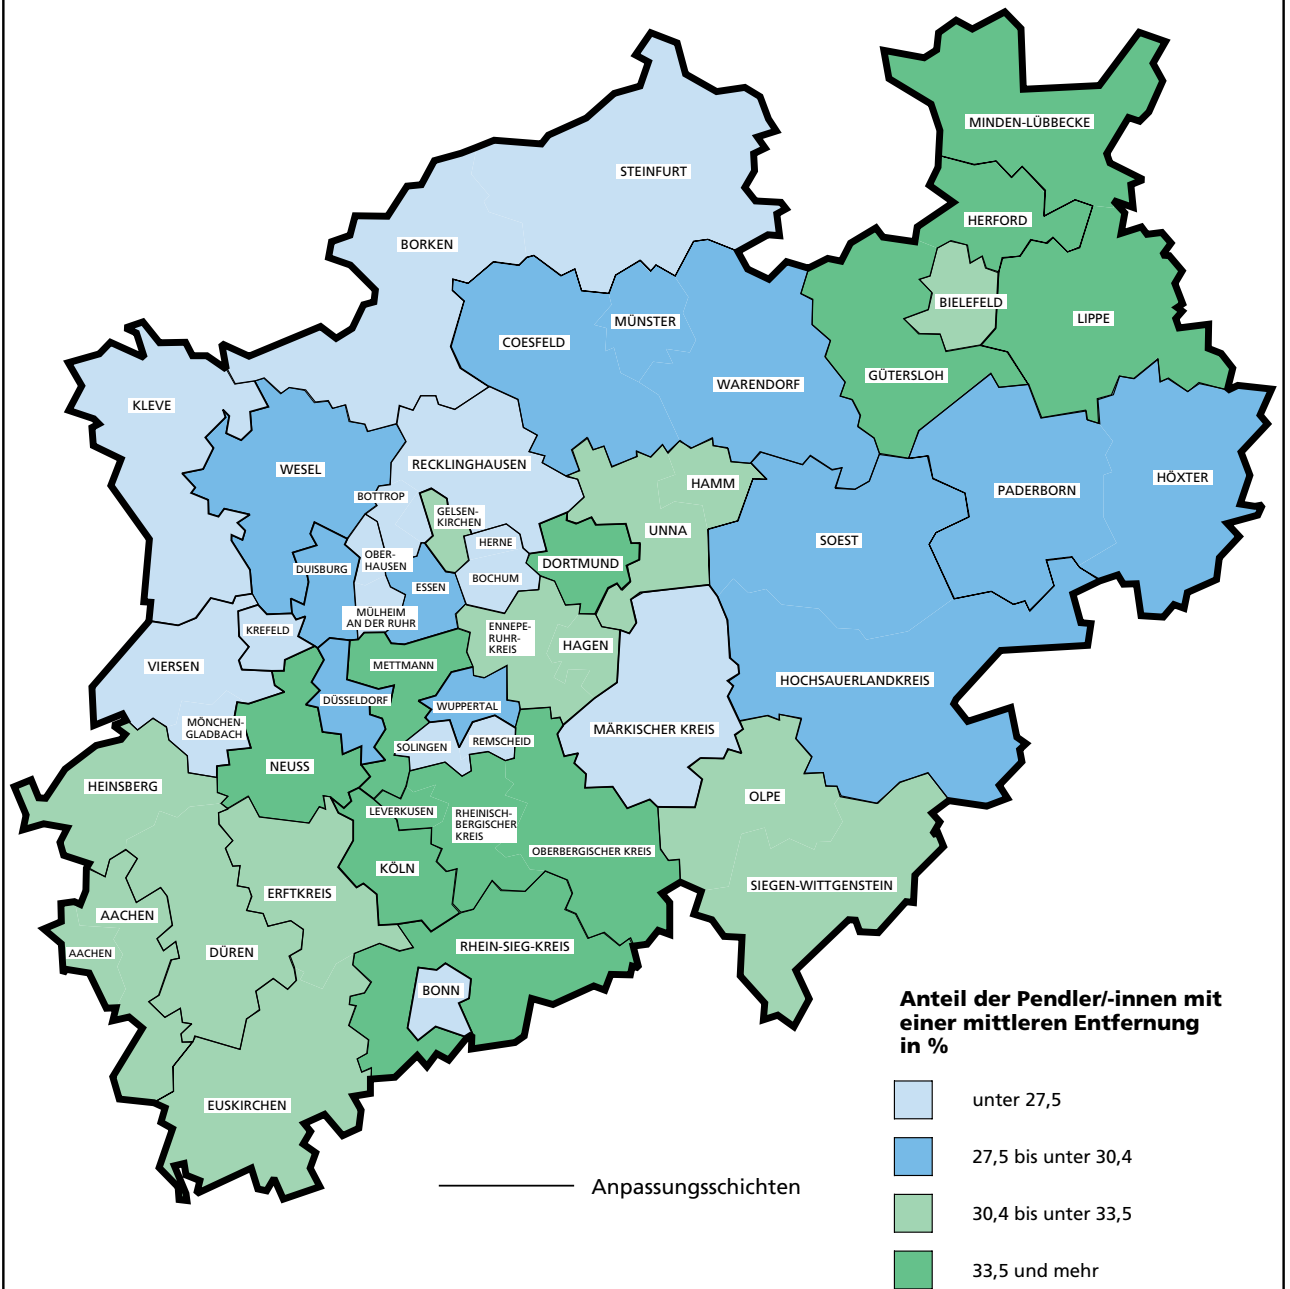 MINDEN-LÜBBECKE
STEINFURT
HERFORD
BORKEN
BIELEFELD
LIPPE
MÜNSTER
COESFELD
GÜTERSLOH
WARENDORF
KLEVE
RECKLINGHAUSEN
WESEL
HÖXTER
HAMM
PADERBORN
BOTTROP
GELSEN-
KIRCHEN
UNNA
SOEST
HERNE
OBER-
HAUSEN
DORTMUND
DUISBURG
BOCHUM
ESSEN
MÜLHEIM
AN DER RUHR
KREFELD
ENNEPE-
RUHR-
KREIS
HAGEN
VIERSEN
METTMANN
HOCHSAUERLANDKREIS
DÜSSELDORF
WUPPERTAL
MÖNCHEN-
GLADBACH
MÄRKISCHER KREIS
SOLINGEN
REMSCHEID
NEUSS
HEINSBERG
OLPE
LEVERKUSEN
RHEINISCH-
BERGISCHER
KREIS
OBERBERGISCHER KREIS
KÖLN
SIEGEN-WITTGENSTEIN
ERFTKREIS
AACHEN
RHEIN-SIEG-KREIS
AACHEN
DÜREN
BONN
EUSKIRCHEN
Anpassungsschichten
Anteil der Pendler/-innen mit
einer mittleren Entfernung
in %
unter 27,5
27,5 bis unter 30,4
30,4 bis unter 33,5
33,5 und mehr